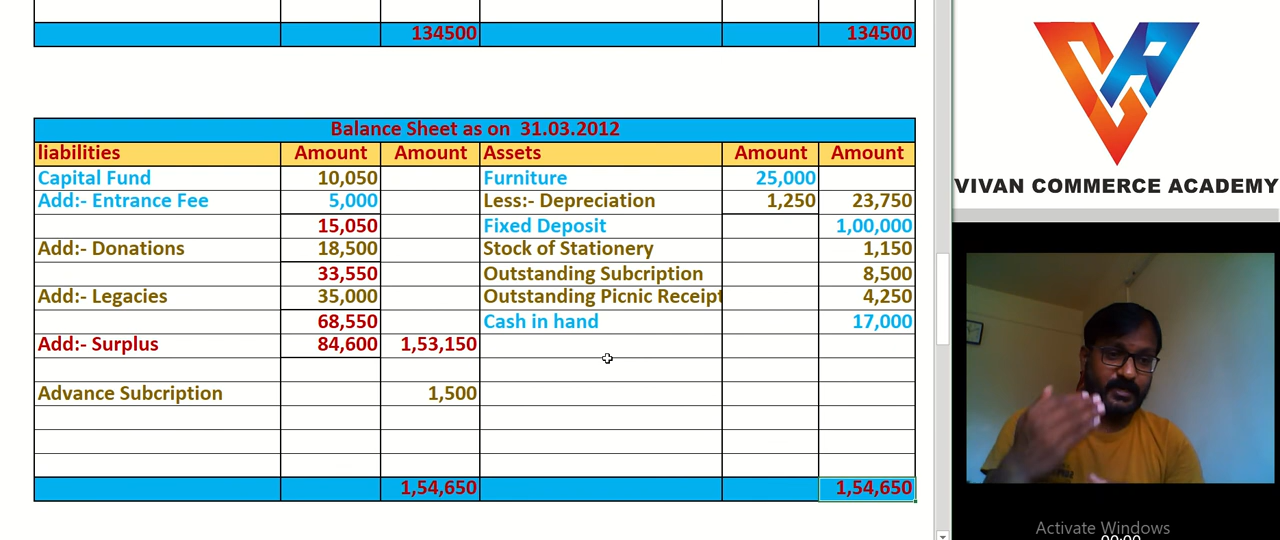 134500 134500
Balance Sheet as on 31.03.2012
liabilities Amount Amount Assets Amount Amount
Capital Fund 10,050 Furniture 25,000
Add:- Entrance Fee 5,000 Less:- Depreciation 1,250 23,750
15,050 Fixed Deposit 1,00,000
Add:- Donations 18,500 Stock of Stationery 1,150
33,550 Outstanding Subcription 8,500
Add:- Legacies 35,000 Outstanding Picnic Receipt 4,250
68,550 Cash in hand 17,000
Add:- Surplus 84,600 1,53,150
Advance Subcription 1,500
1,54,650 1,54,650
VIVAN COMMERCE ACADEMY
Activate Windows